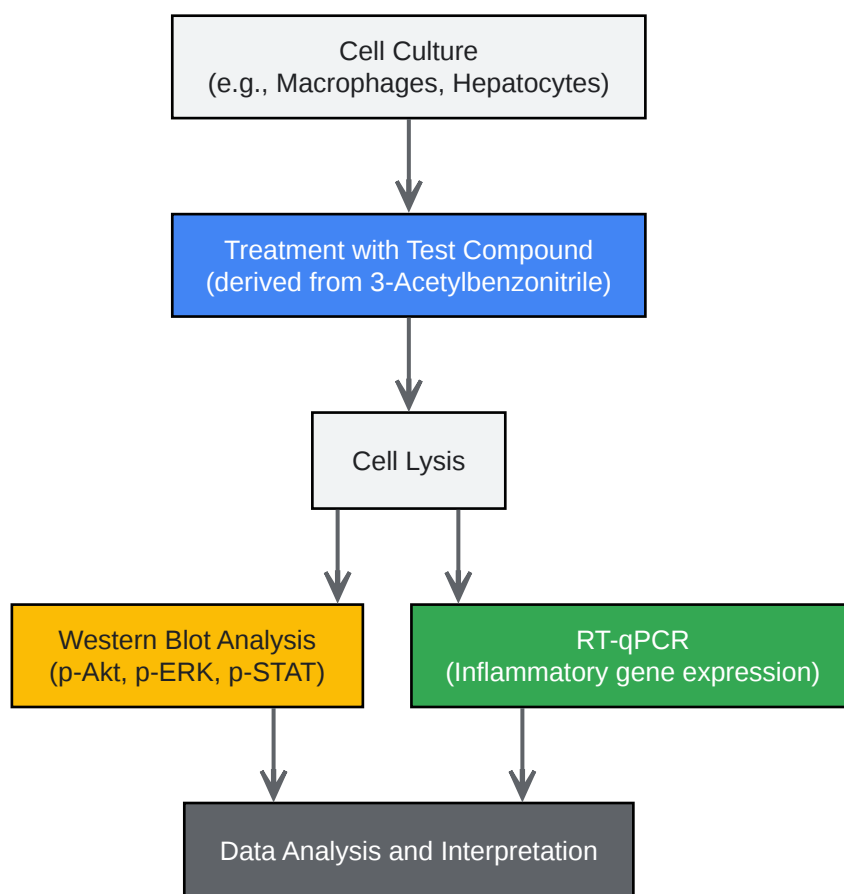 Cell Culture
(e.g., Macrophages, Hepatocytes)
Treatment with Test Compound
(derived from 3-Acetylbenzonitrile)
Cell Lysis
Western Blot Analysis
(p-Akt, p-ERK, p-STAT)
RT-qPCR
(Inflammatory gene expression)
Data Analysis and Interpretation